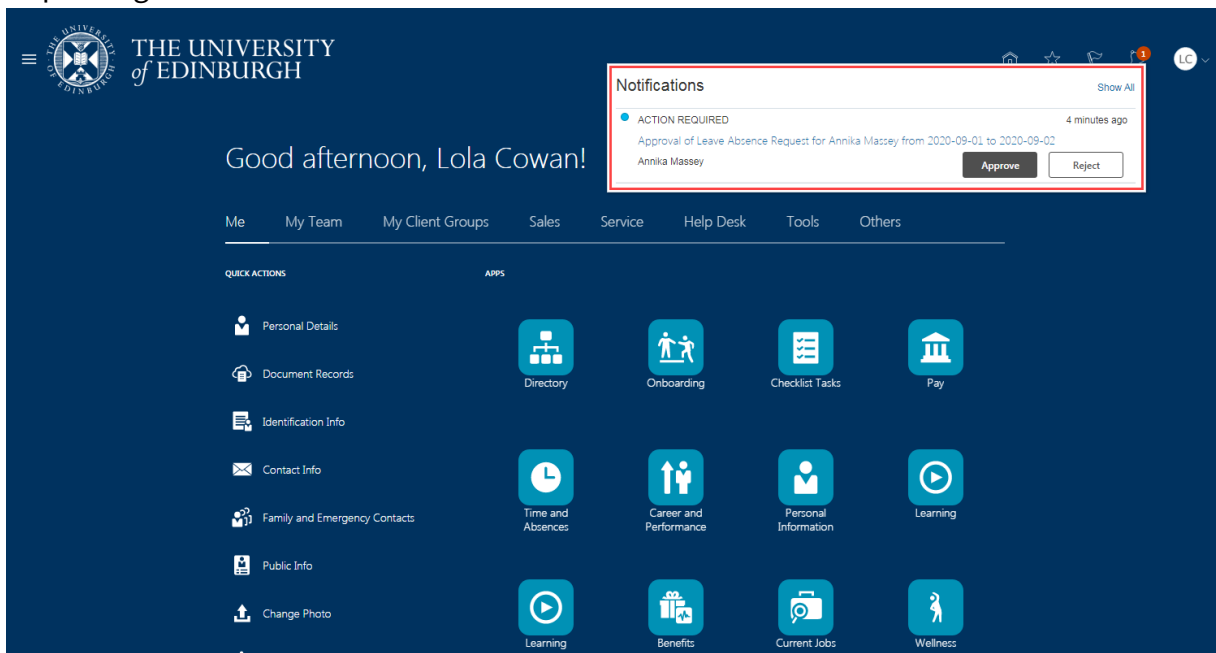 THE UNIVERSITY
of EDINBURGH
1
LC
Notifications
Show All
ACTION REQUIRED
4 minutes ago
Approval of Leave Absence Request for Annika Massey from 2020-09-01 to 2020-09-02
Annika Massey
Approve
Reject
Good afternoon, Lola Cowan!
Me
My Team
My Client Groups
Sales
Service
Help Desk
Tools
Others
QUICK ACTIONS
APPS
Personal Details
Document Records
Identification Info
Contact Info
Family and Emergency Contacts
Public Info
Change Photo
Directory
Onboarding
Checklist Tasks
Pay
Time and
Absences
Career and
Performance
Personal
Information
Learning
Learning
Benefits
Current Jobs
Wellness